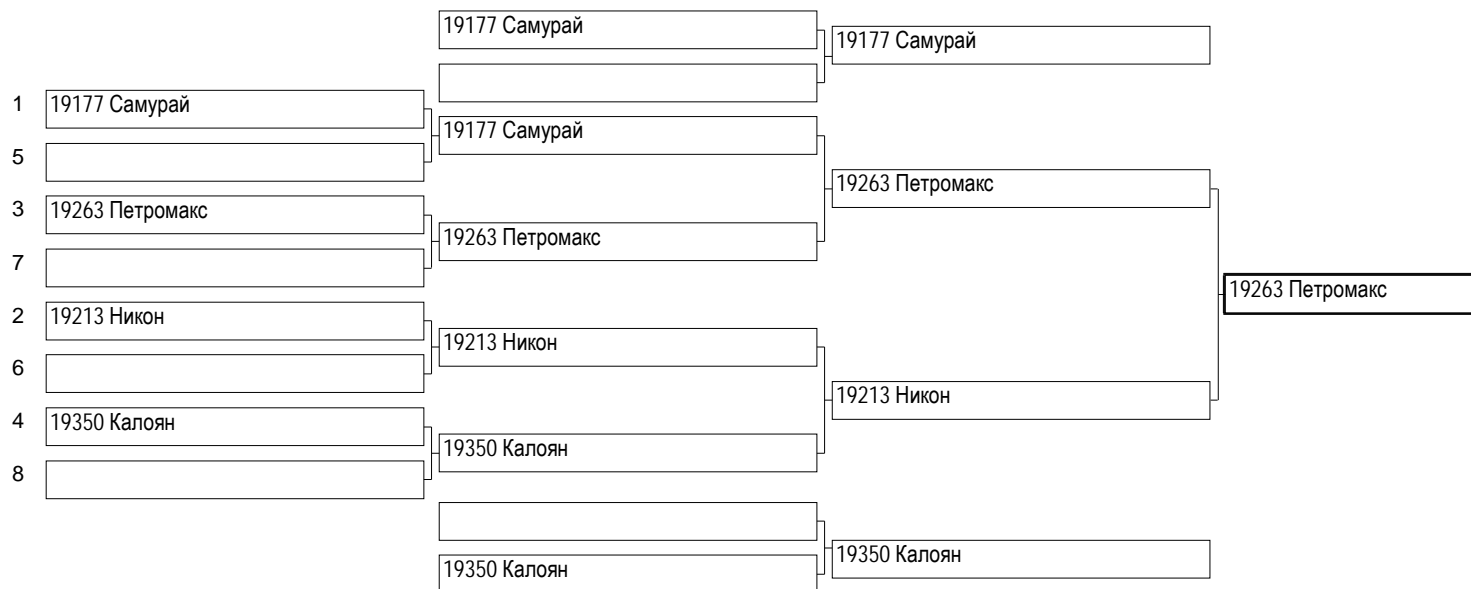 19177 Самурай
19177 Самурай
1 19177 Самурай
19177 Самурай
5
19263 Петромакс
3 19263 Петромакс
19263 Петромакс
7
19263 Петромакс
2 19213 Никон
19213 Никон
6
19213 Никон
4 19350 Калоян
19350 Калоян
8
19350 Калоян
19350 Калоян